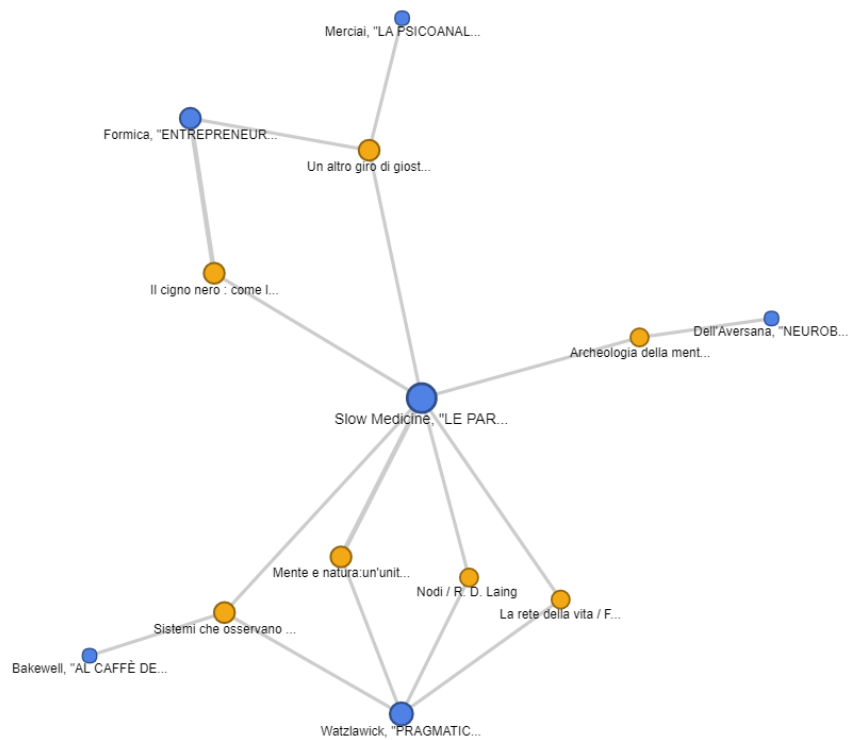 Merciai, "LA PSICOANAL...
Formica, "ENTREPRENEUR...
Un altro giro di giost...
Il cigno nero : come l...
Dell'Aversana, "NEUROB...
Archeologia della ment...
Slow Medicine, "LE PAR...
Mente e natura:un'unit...
Nodi / R. D. Laing
La rete della vita / F...
Sistemi che osservano ...
Bakewell, "AL CAFFÈ DE...
Watzlawick, "PRAGMATIC...